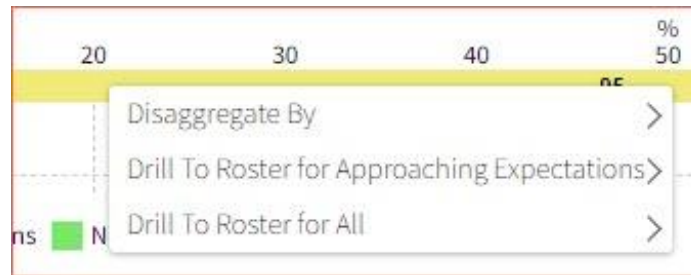 %
20 30 40 50
Disaggregate By
Drill To Roster for Approaching Expectations
Drill To Roster for All
ns N